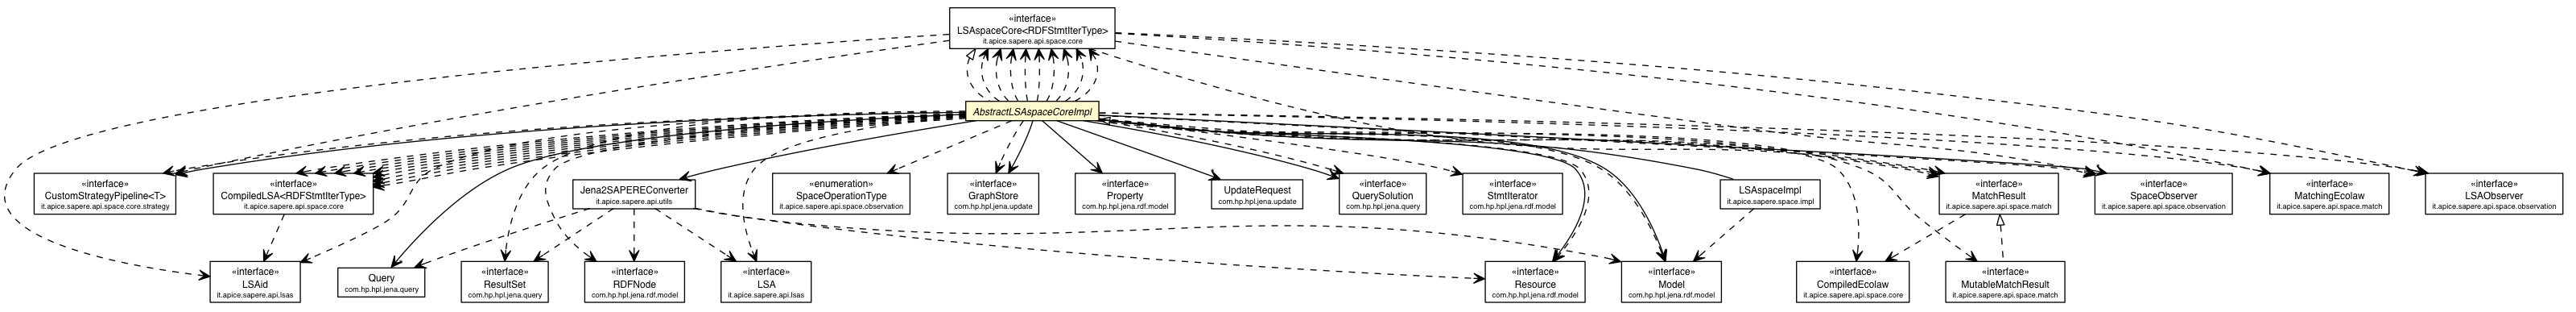 «interface»
LSAspaceCore<RDFStmtIterType>
it.apice.sapere.api.space.core
AbstractLSAspaceCoreImpl
«interface»
CustomStrategyPipeline<T>
it.apice.sapere.api.space.core.strategy
«interface»
CompiledLSA<RDFStmtIterType>
it.apice.sapere.api.space.core
Jena2SAPEREConverter
it.apice.sapere.api.utils
«enumeration»
SpaceOperationType
it.apice.sapere.api.space.observation
«interface»
GraphStore
com.hp.hpl.jena.update
«interface»
Property
com.hp.hpl.jena.rdf.model
UpdateRequest
com.hp.hpl.jena.update
«interface»
QuerySolution
com.hp.hpl.jena.query
«interface»
StmtIterator
com.hp.hpl.jena.rdf.model
LSAspaceImpl
it.apice.sapere.space.impl
«interface»
MatchResult
it.apice.sapere.api.space.match
«interface»
SpaceObserver
it.apice.sapere.api.space.observation
«interface»
MatchingEcolaw
it.apice.sapere.api.space.match
«interface»
LSAObserver
it.apice.sapere.api.space.observation
«interface»
LSAid
it.apice.sapere.api.lsas
Query
com.hp.hpl.jena.query
«interface»
ResultSet
com.hp.hpl.jena.query
«interface»
RDFNode
com.hp.hpl.jena.rdf.model
«interface»
LSA
it.apice.sapere.api.lsas
«interface»
Resource
com.hp.hpl.jena.rdf.model
«interface»
Model
com.hp.hpl.jena.rdf.model
«interface»
CompiledEcolaw
it.apice.sapere.api.space.core
«interface»
MutableMatchResult
it.apice.sapere.api.space.match